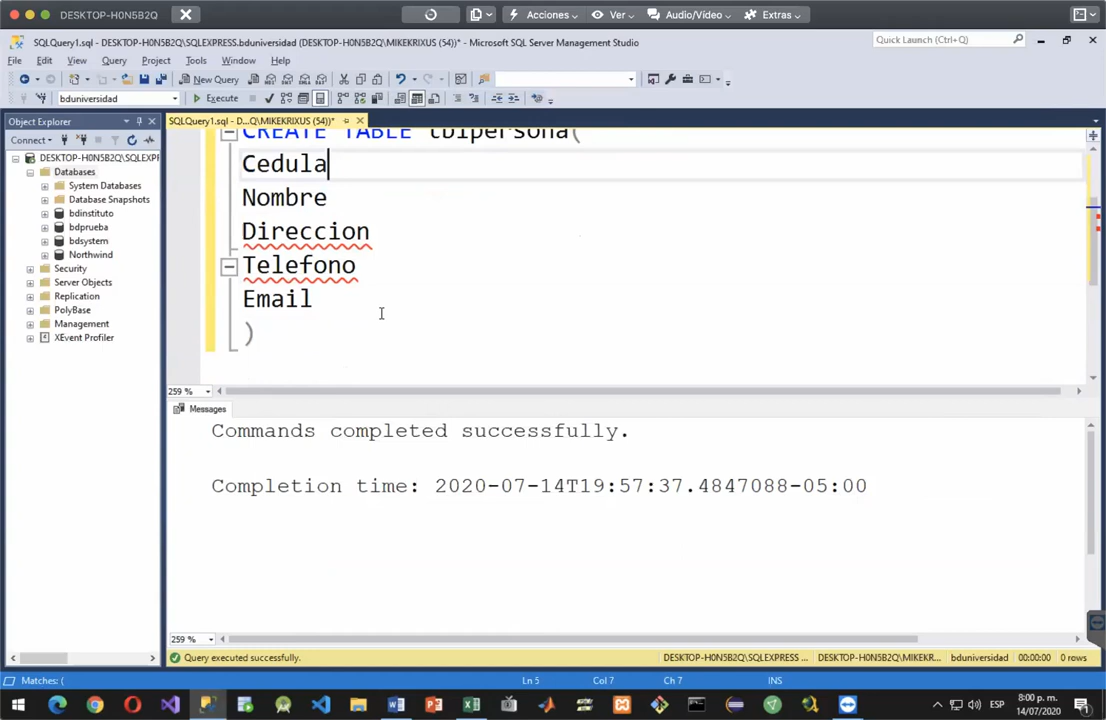 DESKTOP-H0N5B2Q
Acciones
Ver
Audio/Vídeo
Extras
SQLQuery1.sql - DESKTOP-H0N5B2Q\SQLEXPRESS.bduniversidad (DESKTOP-H0N5B2Q\MIKEKRIXUS (54))* - Microsoft SQL Server Management Studio
Quick Launch (Ctrl+Q)
File Edit View Query Project Tools Window Help
New Query
bduniversidad
Execute
Object Explorer
SQLQuery1.sql - D...Q\MIKEKRIXUS (54))*
Connect
DESKTOP-H0N5B2Q\SQLEXPR
Databases
System Databases
Database Snapshots
bdinstituto
bdprueba
bdsystem
Northwind
Security
Server Objects
Replication
PolyBase
Management
XEvent Profiler
CREATE TABLE tblpersona(
Cedula
Nombre
Direccion
Telefono
Email
)
259 %
Messages
Commands completed successfully.
Completion time: 2020-07-14T19:57:37.4847088-05:00
259 %
Query executed successfully.
DESKTOP-H0N5B2Q\SQLEXPRESS ...
DESKTOP-H0N5B2Q\MIKEKR...
bduniversidad
00:00:00
0 rows
Matches: (
Ln 5
Col 7
Ch 7
INS
ESP
8:00 p. m.
14/07/2020